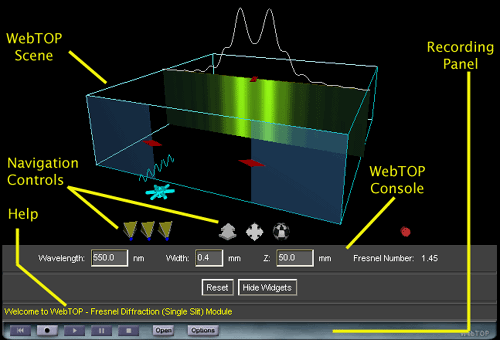 WebTOP
Scene
Recording
Panel
Navigation
Controls
WebTOP
Console
Help
Wavelength: 550.0 nm Width: 0.4 mm Z: 50.0 mm Fresnel Number: 1.45
Reset Hide Widgets
Welcome to WebTOP - Fresnel Diffraction (Single Slit) Module
Open Options WebTOP